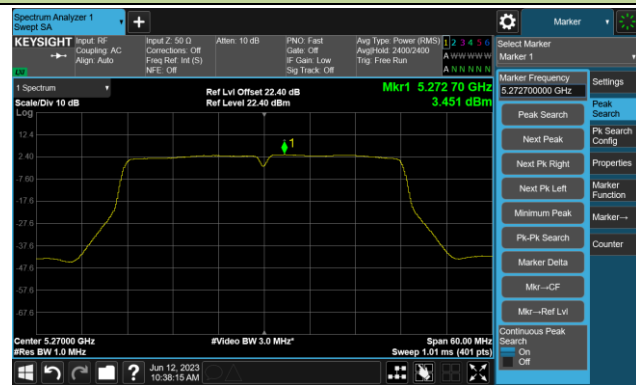 Spectrum Analyzer 1
Swept SA
+
Marker
KEYSIGHT
Input: RF
Coupling: AC
Align: Auto
Input Z: 50 Ω
Corrections: Off
Freq Ref: Int (S)
NFE: Off
Atten: 10 dB
PNO: Fast
Gate: Off
IF Gain: Low
Sig Track: Off
Avg Type: Power (RMS)
Avg|Hold: 2400/2400
Trig: Free Run
1 2 3 4 5 6
A W W W W W
A N N N N N
LV
Select Marker
Marker 1
1 Spectrum
Scale/Div 10 dB
Log
Ref Lvl Offset 22.40 dB
Ref Level 22.40 dBm
Mkr1 5.272 70 GHz
3.451 dBm
1
12.4
2.40
-7.60
-17.6
-27.6
-37.6
-47.6
-57.6
-67.6
Center 5.27000 GHz
#Res BW 1.0 MHz
#Video BW 3.0 MHz*
Span 60.00 MHz
Sweep 1.01 ms (401 pts)
Marker Frequency
5.272700000 GHz
Peak Search
Next Peak
Next Pk Right
Next Pk Left
Minimum Peak
Pk-Pk Search
Marker Delta
Mkr→CF
Mkr→Ref Lvl
Continuous Peak
Search
On
Off
Settings
Peak
Search
Pk Search
Config
Properties
Marker
Function
Marker→
Counter
?
Jun 12, 2023
10:38:15 AM